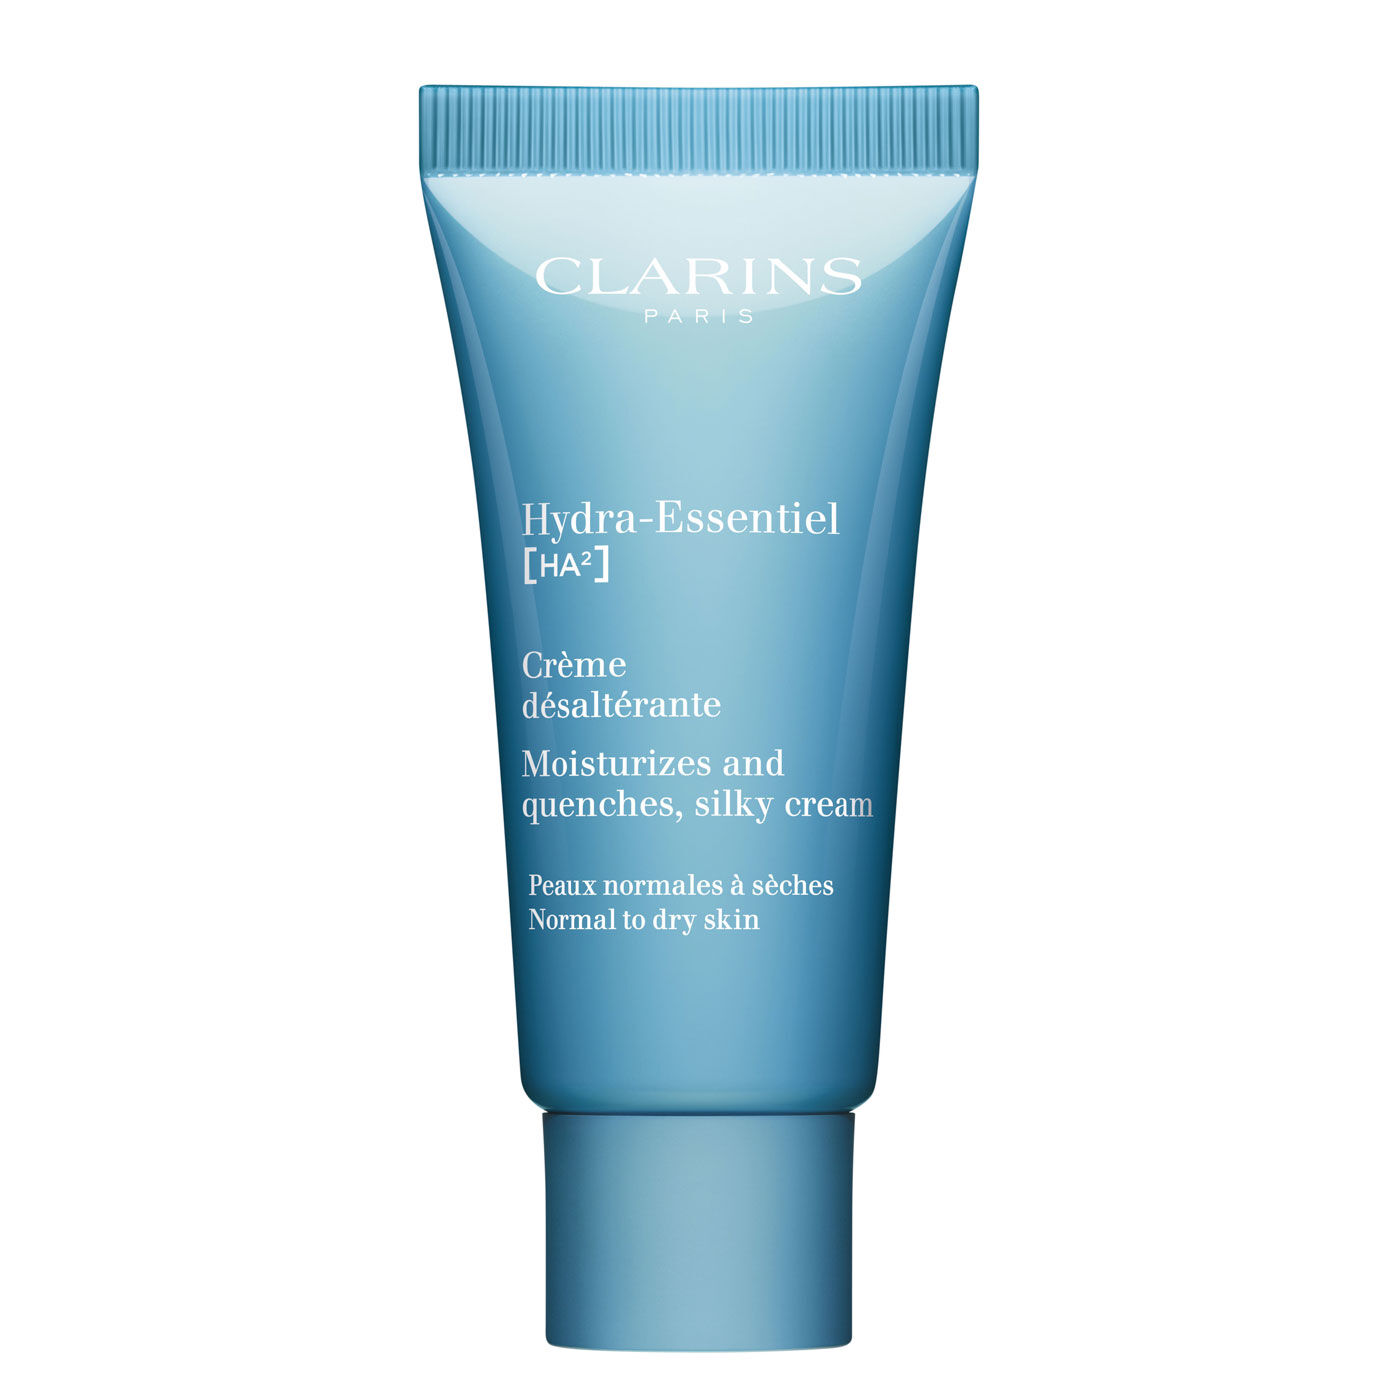 CLARINS
PARIS
Hydra-Essentiel
[HA²]
Crème
désaltérante
Moisturizes and
quenches, silky cream
Peaux normales à sèches
Normal to dry skin